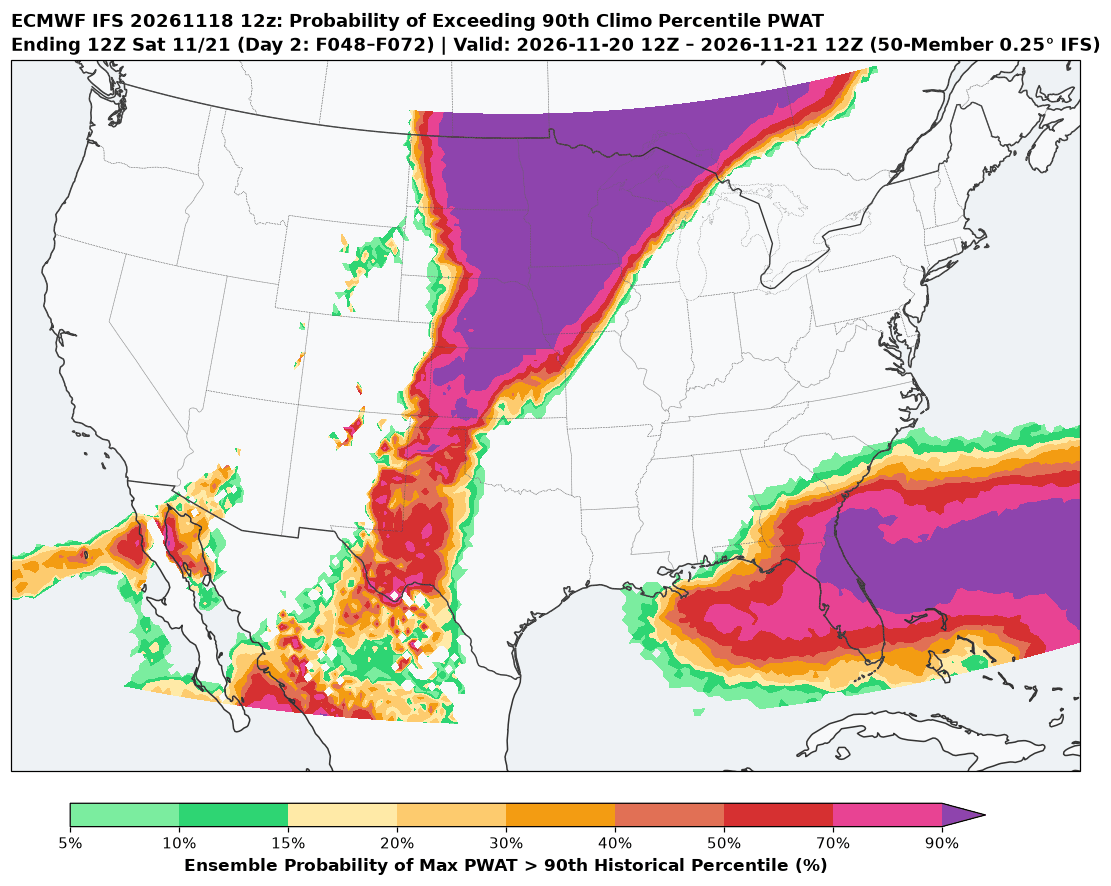 ECMWF IFS 20261118 12z: Probability of Exceeding 90th Climo Percentile PWAT
Ending 12Z Sat 11/21 (Day 2: F048–F072) | Valid: 2026-11-20 12Z – 2026-11-21 12Z (50-Member 0.25° IFS)
5% 10% 15% 20% 30% 40% 50% 70% 90%
Ensemble Probability of Max PWAT > 90th Historical Percentile (%)